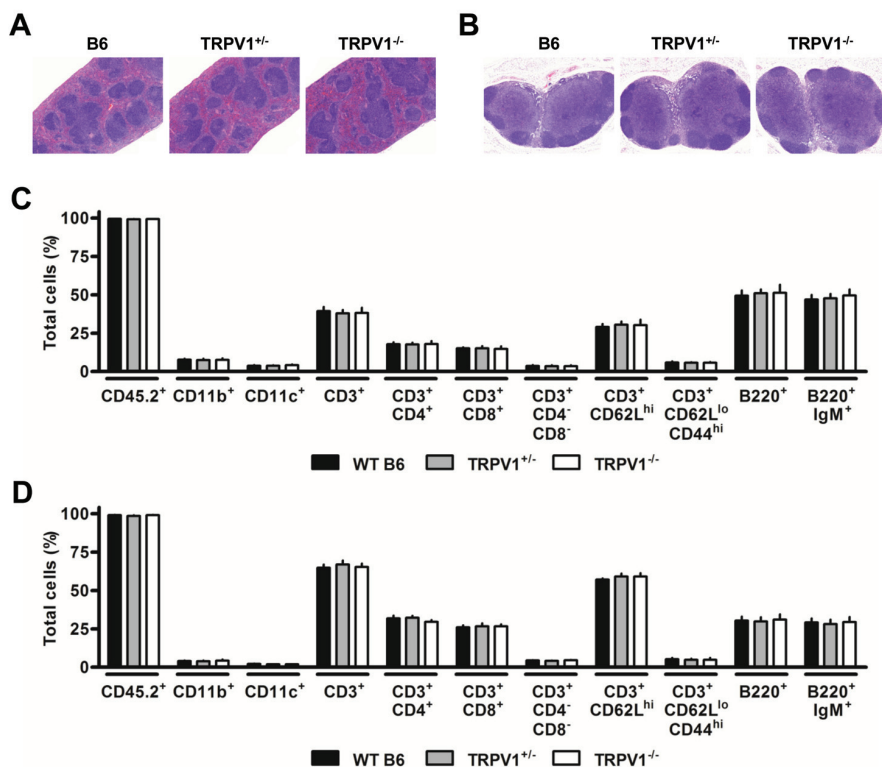 A
B6 TRPV1+/- TRPV1-/-
B
B6 TRPV1+/- TRPV1-/-
C
Total cells (%)
100
75
50
25
0
CD45.2+ CD11b+ CD11c+ CD3+ CD3+ CD3+ CD3+ CD3+ CD3+ B220+ B220+
CD4+ CD8+ CD4- CD62Lhi CD62Llo IgM+
CD8- CD44hi
WT B6 TRPV1+/- TRPV1-/-
D
Total cells (%)
100
75
50
25
0
CD45.2+ CD11b+ CD11c+ CD3+ CD3+ CD3+ CD3+ CD3+ CD3+ B220+ B220+
CD4+ CD8+ CD4- CD62Lhi CD62Llo IgM+
CD8- CD44hi
WT B6 TRPV1+/- TRPV1-/-